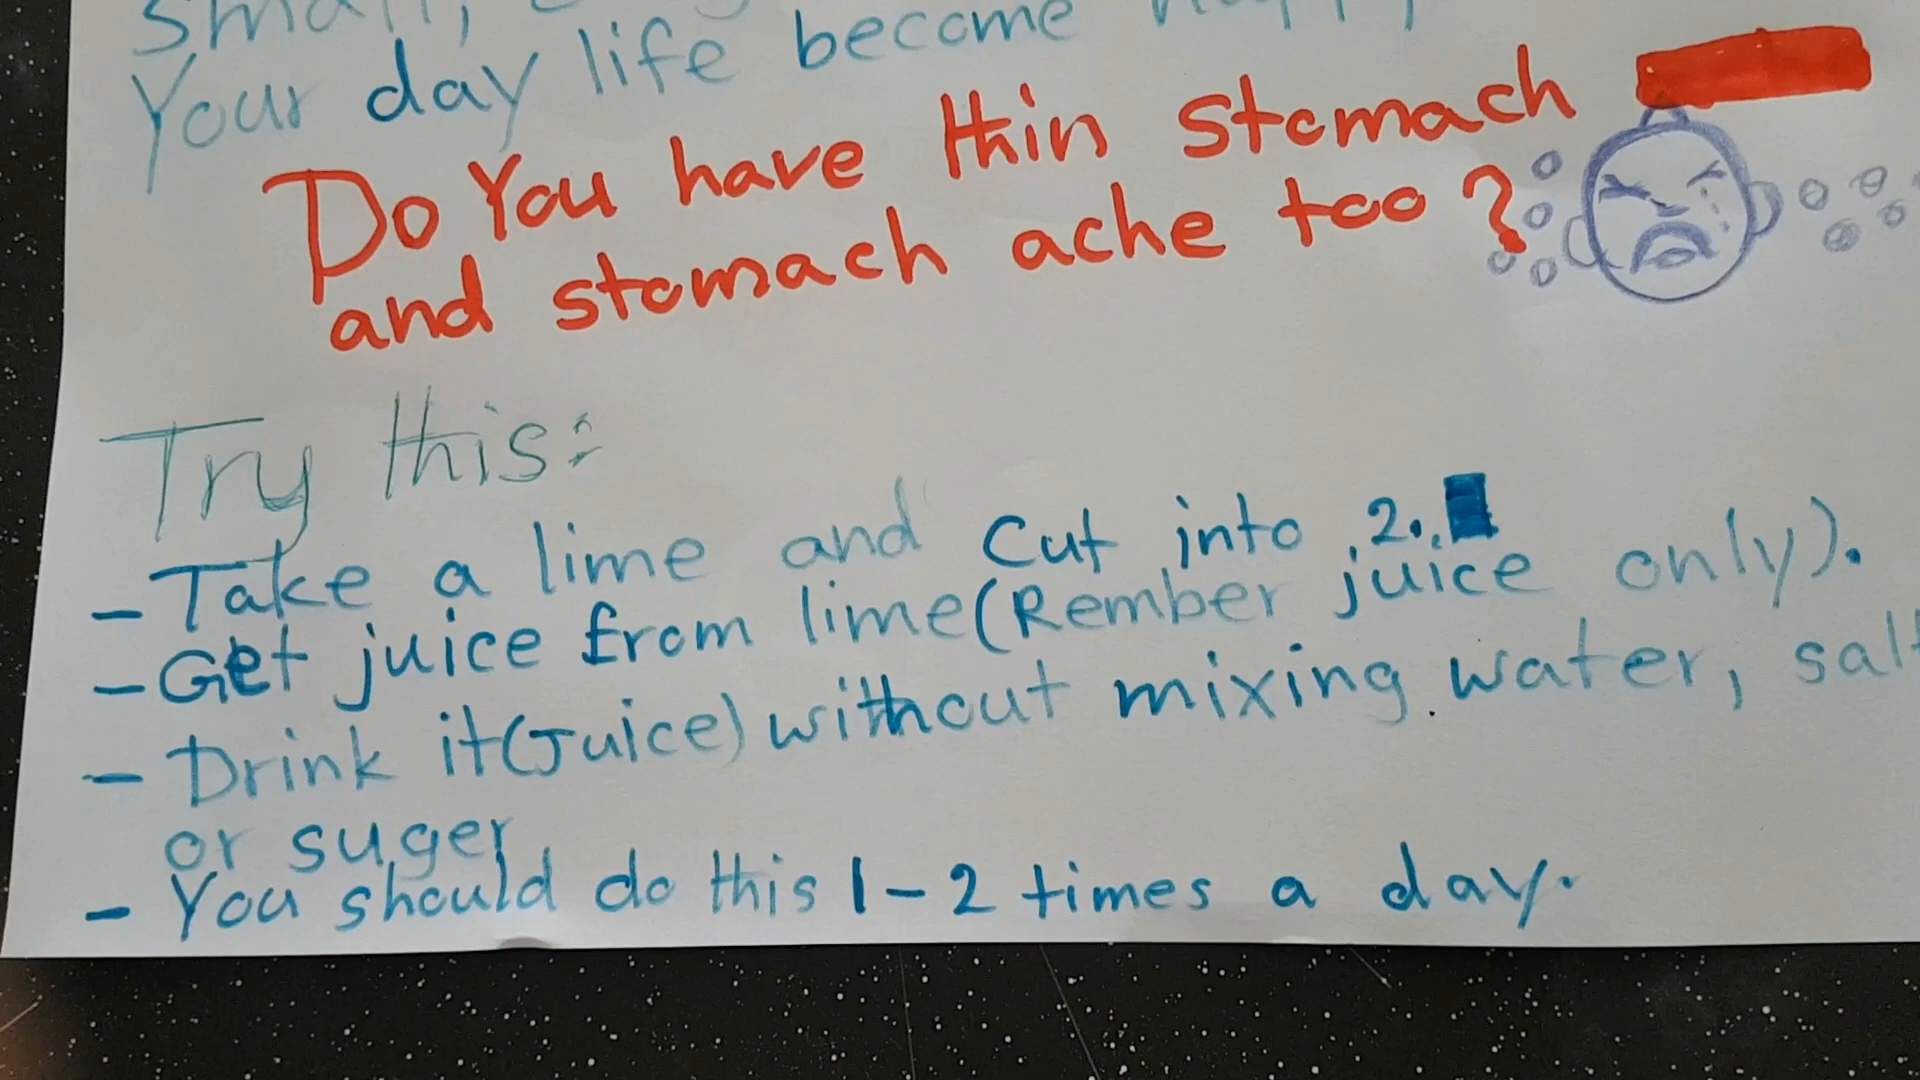 small,
Your day life become
Do You have thin stomach
and stomach ache too?
Try this:
- Take a lime and Cut into 2.
- Get juice from lime (Rember juice only).
- Drink it (Juice) without mixing water, salt
or suger
- You should do this 1-2 times a day.